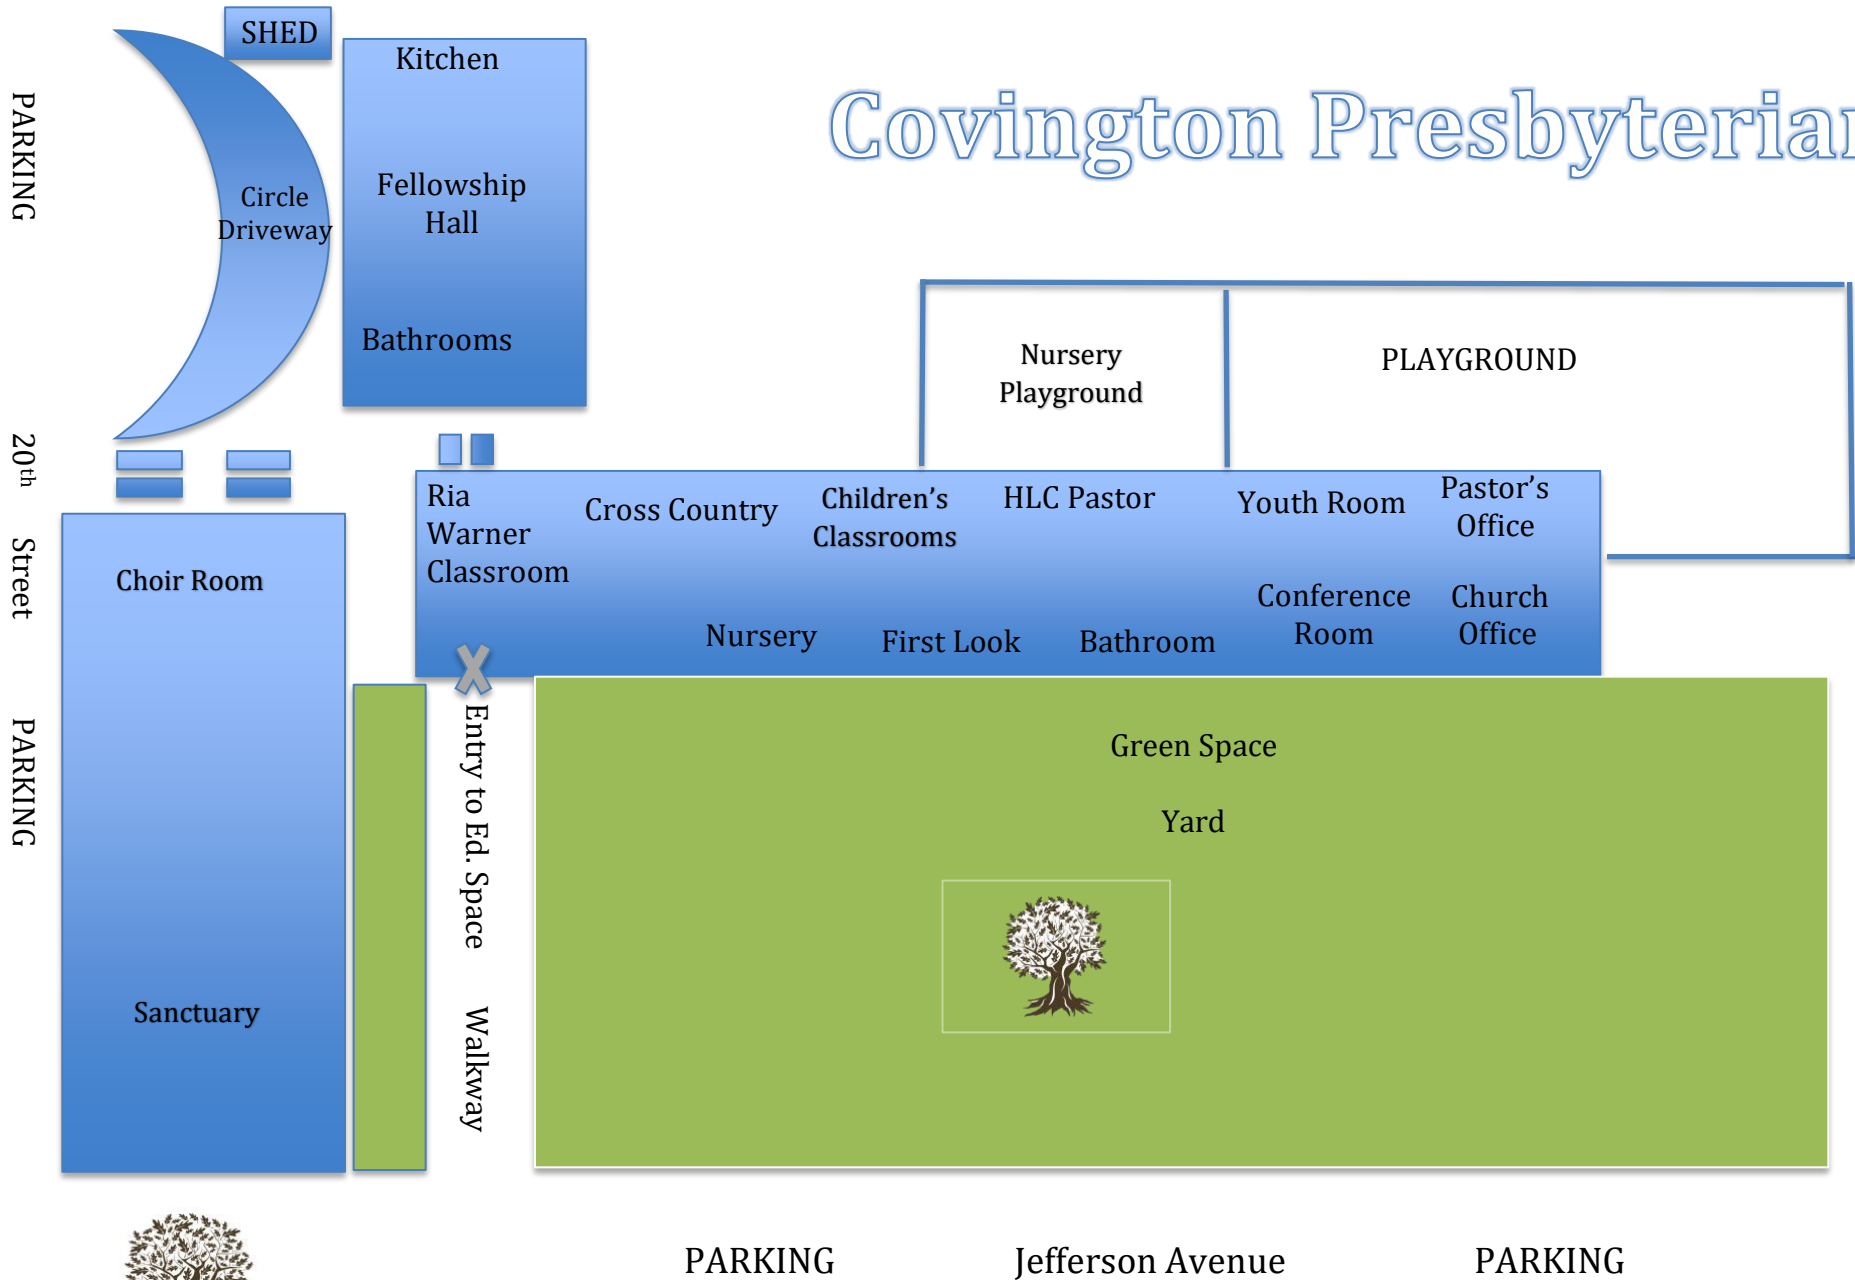 SHED
Kitchen
Covington Presbyterian
PARKING
Circle
Driveway
Fellowship
Hall
Bathrooms
Nursery
Playground
PLAYGROUND
20th Street
Ria
Warner
Classroom
Cross Country
Children's
Classrooms
HLC Pastor
Youth Room
Pastor's
Office
Choir Room
Nursery
First Look
Bathroom
Conference
Room
Church
Office
PARKING
Entry to Ed. Space Walkway
Green Space
Yard
Sanctuary
PARKING
Jefferson Avenue
PARKING